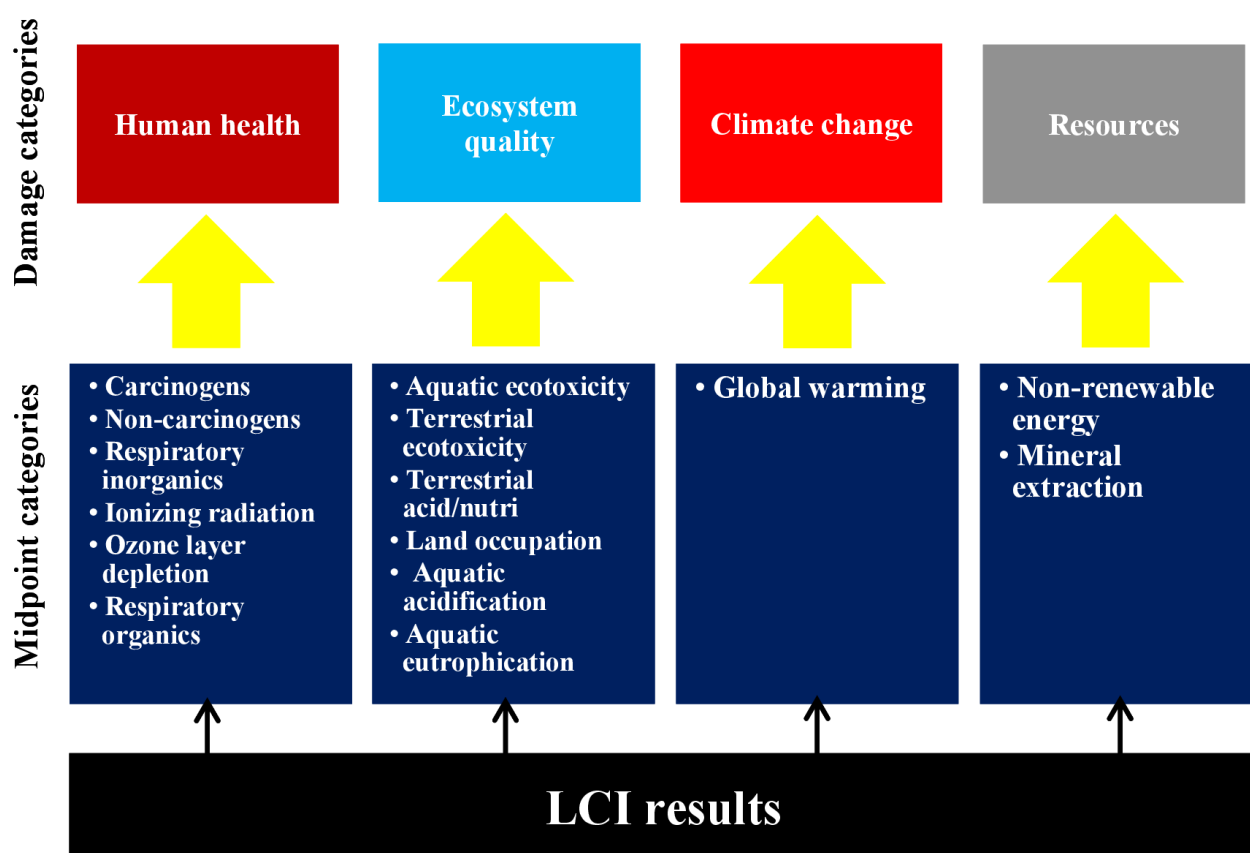 Damage categories
Human health
Ecosystem
quality
Climate change
Resources
Midpoint categories
• Carcinogens
• Non-carcinogens
• Respiratory
inorganics
• Ionizing radiation
• Ozone layer
depletion
• Respiratory
organics
• Aquatic ecotoxicity
• Terrestrial
ecotoxicity
• Terrestrial
acid/nutri
• Land occupation
• Aquatic
acidification
• Aquatic
eutrophication
• Global warming
• Non-renewable
energy
• Mineral
extraction
LCI results